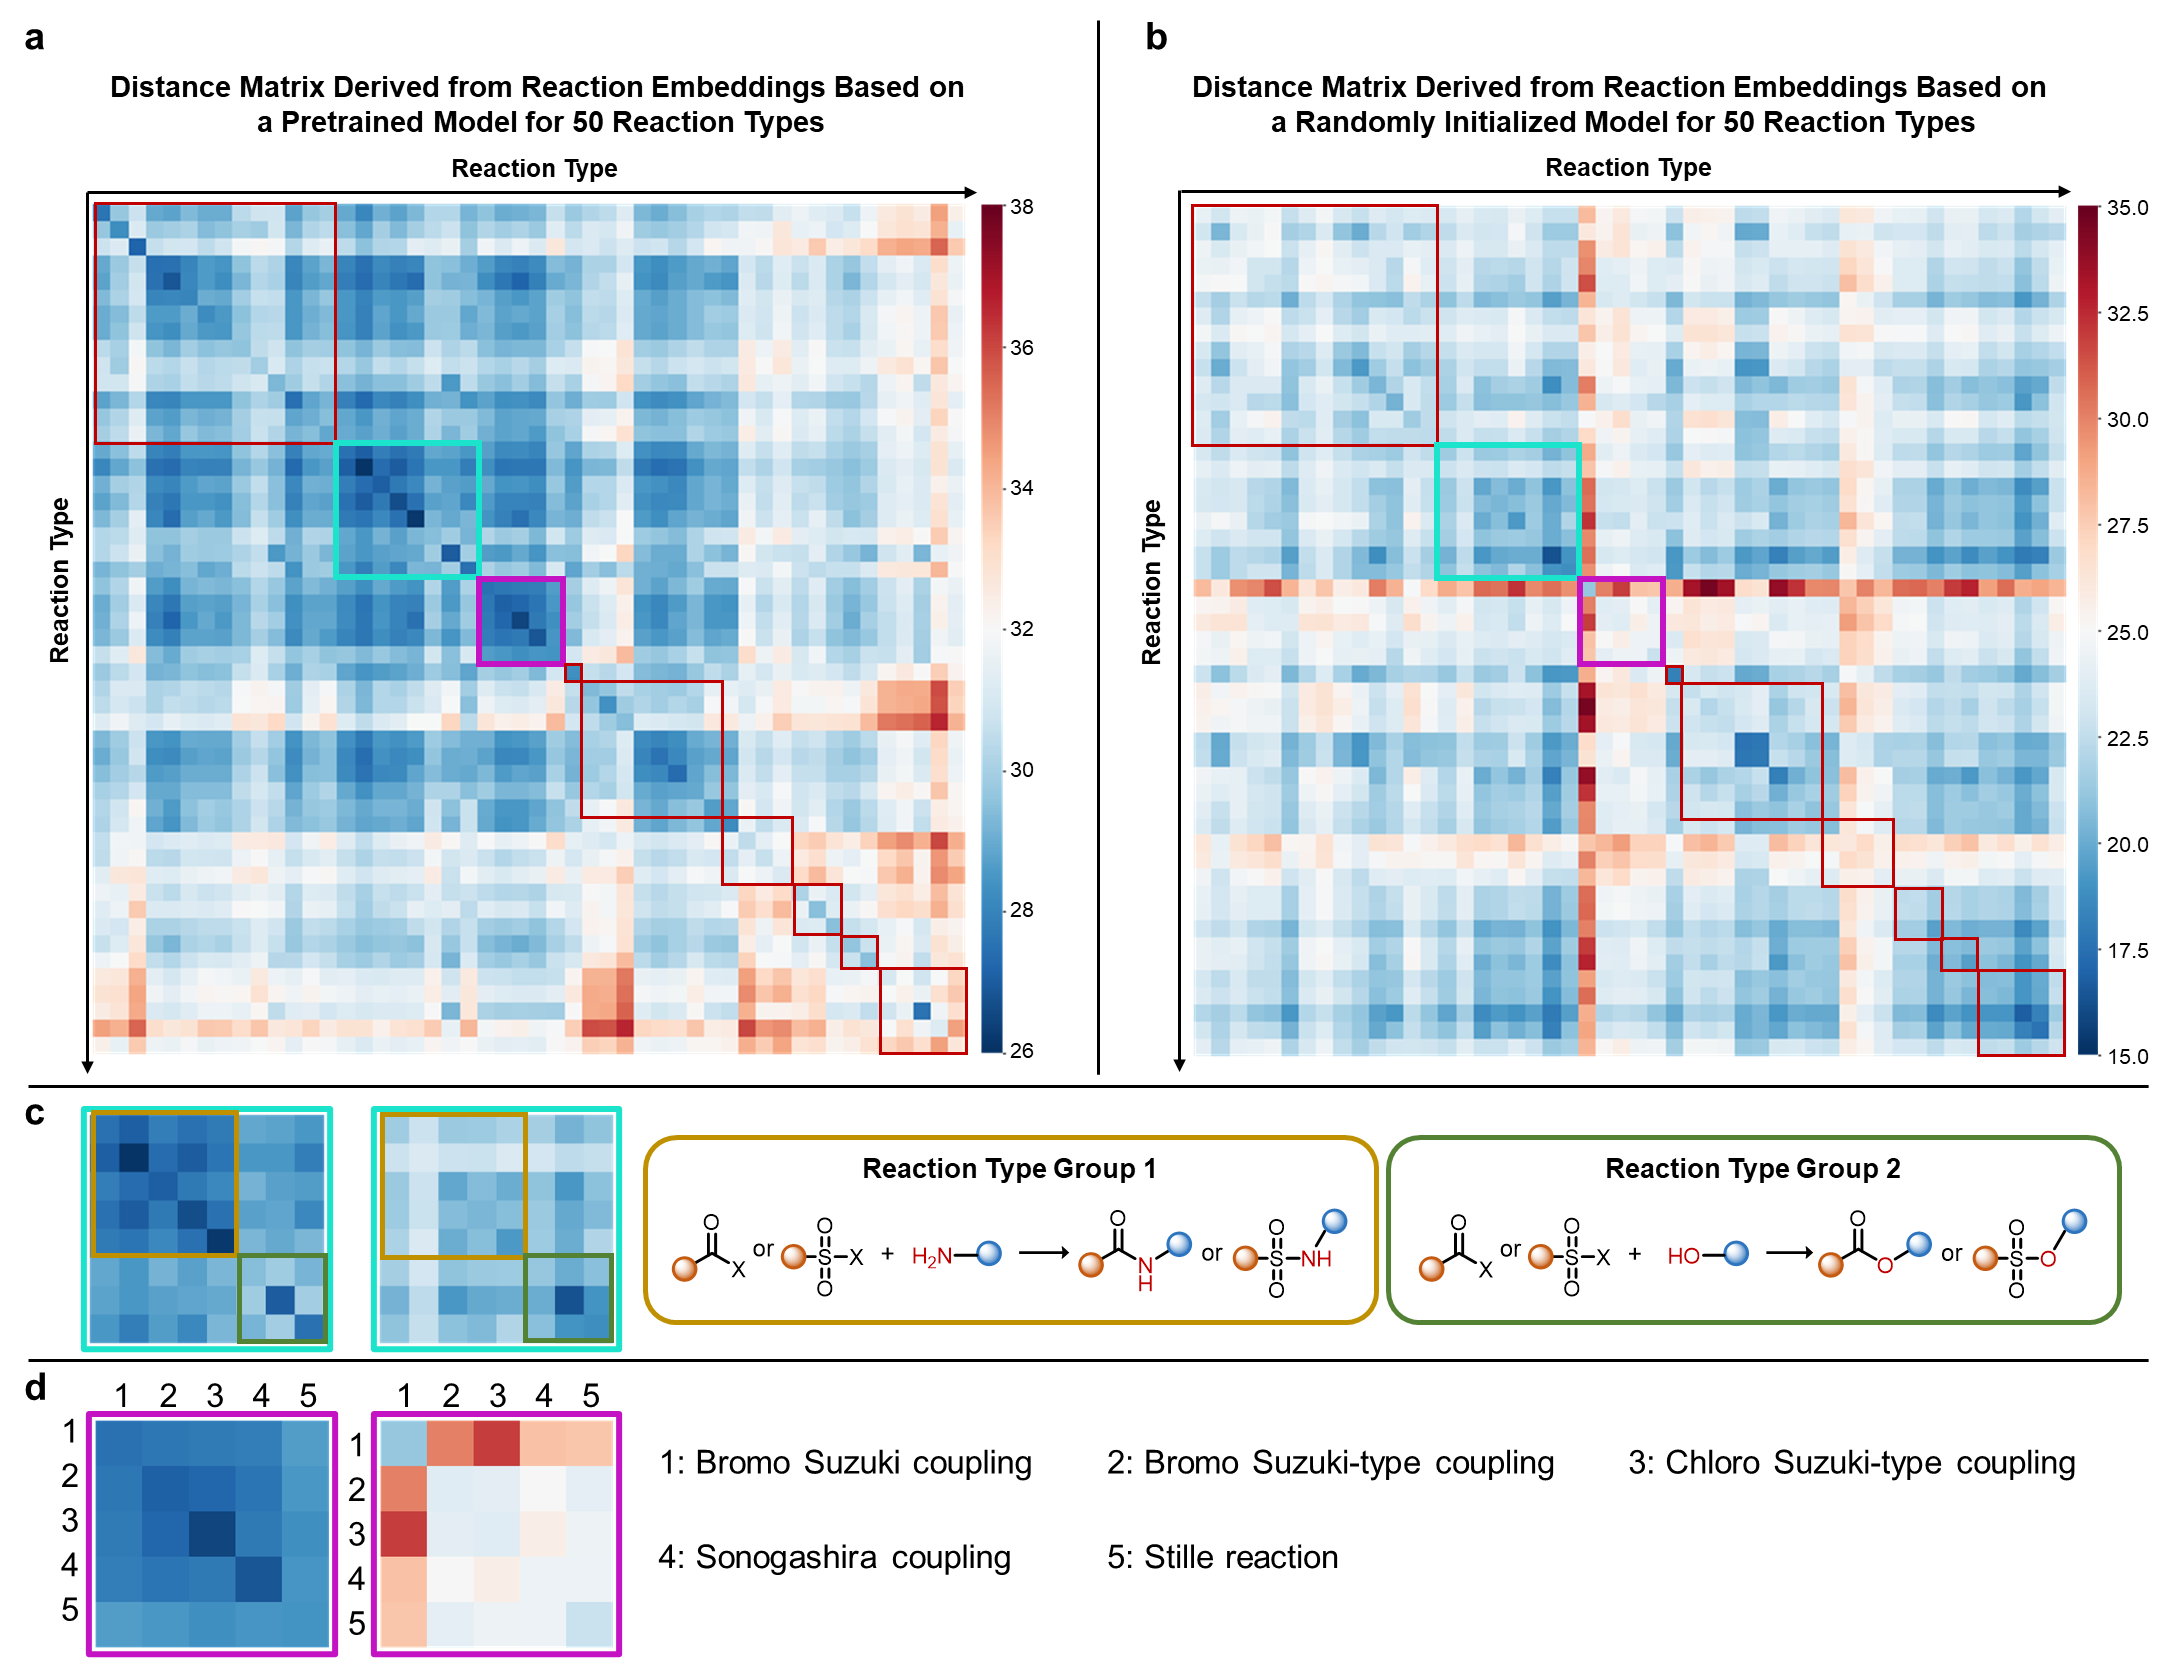 a
Distance Matrix Derived from Reaction Embeddings Based on
a Pretrained Model for 50 Reaction Types
Reaction Type
Reaction Type
38
36
34
32
30
28
26
b
Distance Matrix Derived from Reaction Embeddings Based on
a Randomly Initialized Model for 50 Reaction Types
Reaction Type
Reaction Type
35.0
32.5
30.0
27.5
25.0
22.5
20.0
17.5
15.0
c
Reaction Type Group 1
O
X
or
O
S
X
O
+
H₂N
O
N
H
or
O
S
NH
O
Reaction Type Group 2
O
X
or
O
S
X
O
+
HO
O
O
or
O
S
O
O
d
1 2 3 4 5
1
2
3
4
5
1 2 3 4 5
1
2
3
4
5
1: Bromo Suzuki coupling
2: Bromo Suzuki-type coupling
3: Chloro Suzuki-type coupling
4: Sonogashira coupling
5: Stille reaction